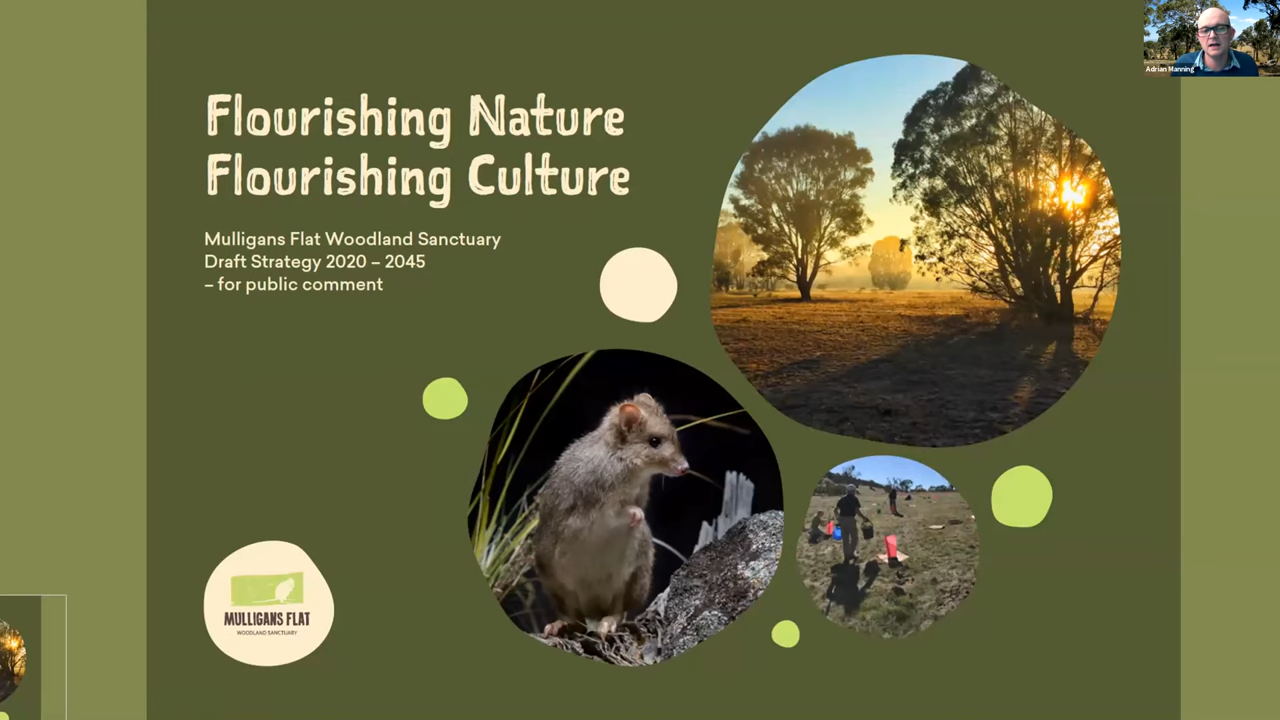 Adrian Manning
Flourishing Nature
Flourishing Culture
Mulligans Flat Woodland Sanctuary
Draft Strategy 2020 – 2045
– for public comment
MULLIGANS FLAT
WOODLAND SANCTUARY